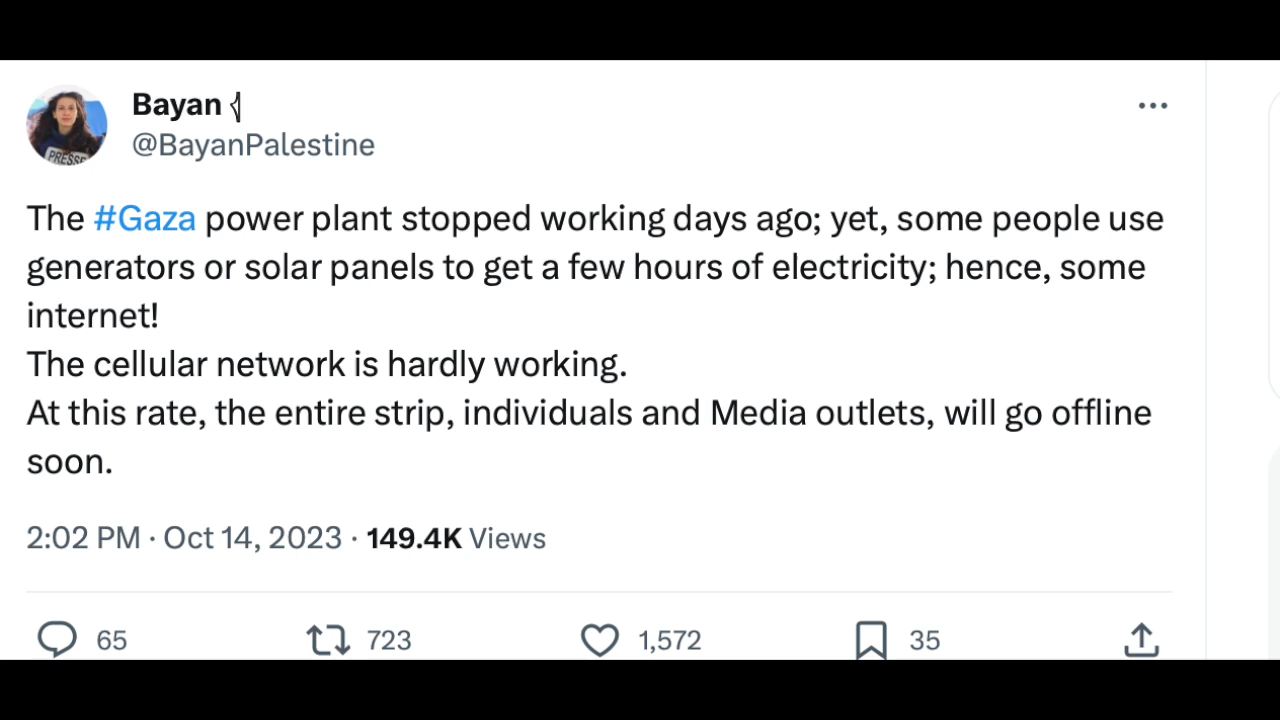 Bayan
@BayanPalestine
The #Gaza power plant stopped working days ago; yet, some people use
generators or solar panels to get a few hours of electricity; hence, some
internet!
The cellular network is hardly working.
At this rate, the entire strip, individuals and Media outlets, will go offline
soon.
2:02 PM · Oct 14, 2023 · 149.4K Views
65 723 1,572 35